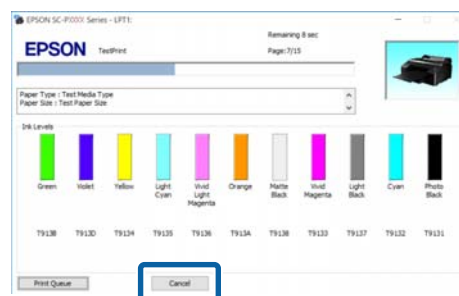 EPSON SC-PXXXX Series - LPT1:
EPSON
TestPrint
Remaining 8 sec
Page:7/15
Paper Type : Test Media Type
Paper Size : Test Paper Size
Ink Levels
Green
Violet
Yellow
Light
Cyan
Vivid
Light
Magenta
Orange
Matte
Black
Vivid
Magenta
Light
Black
Cyan
Photo
Black
T913B
T913D
T9134
T9135
T9136
T913A
T9138
T9133
T9137
T9132
T9131
Print Queue
Cancel